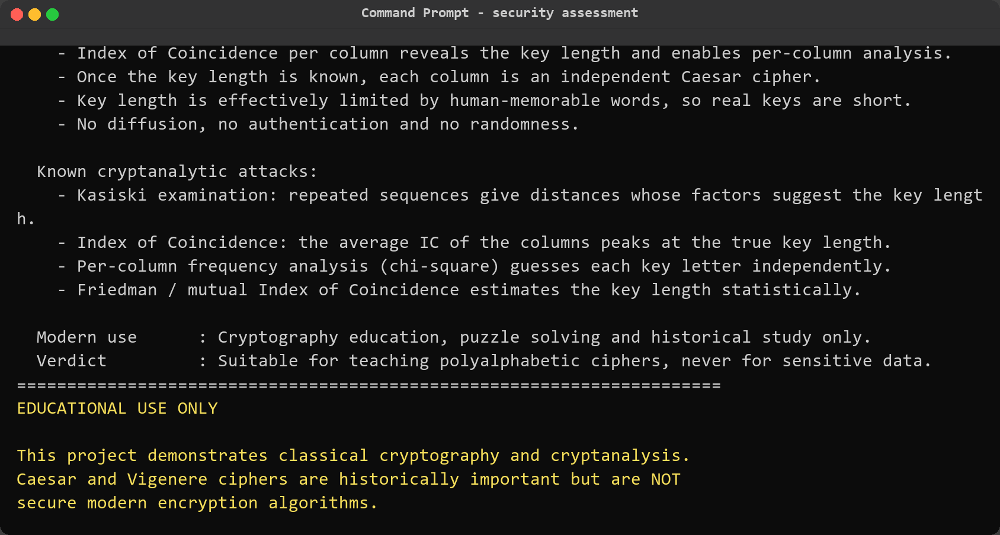 Command Prompt - security assessment
- Index of Coincidence per column reveals the key length and enables per-column analysis.
- Once the key length is known, each column is an independent Caesar cipher.
- Key length is effectively limited by human-memorable words, so real keys are short.
- No diffusion, no authentication and no randomness.
Known cryptanalytic attacks:
- Kasiski examination: repeated sequences give distances whose factors suggest the key lengt
h.
- Index of Coincidence: the average IC of the columns peaks at the true key length.
- Per-column frequency analysis (chi-square) guesses each key letter independently.
- Friedman / mutual Index of Coincidence estimates the key length statistically.
Modern use : Cryptography education, puzzle solving and historical study only.
Verdict : Suitable for teaching polyalphabetic ciphers, never for sensitive data.
======================================================================
EDUCATIONAL USE ONLY
This project demonstrates classical cryptography and cryptanalysis.
Caesar and Vigenere ciphers are historically important but are NOT
secure modern encryption algorithms.